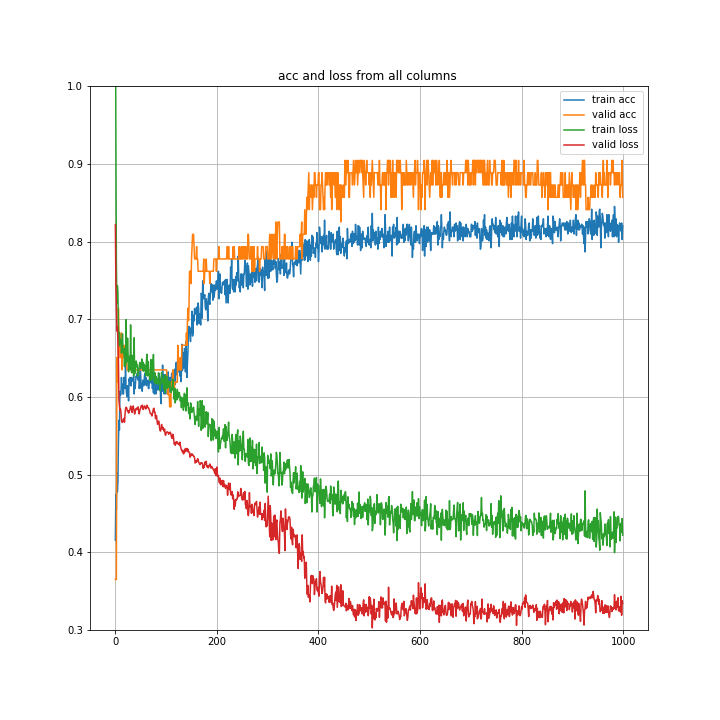 acc and loss from all columns
1.0
0.9
0.8
0.7
0.6
0.5
0.4
0.3
train acc
valid acc
train loss
valid loss
0 200 400 600 800 1000